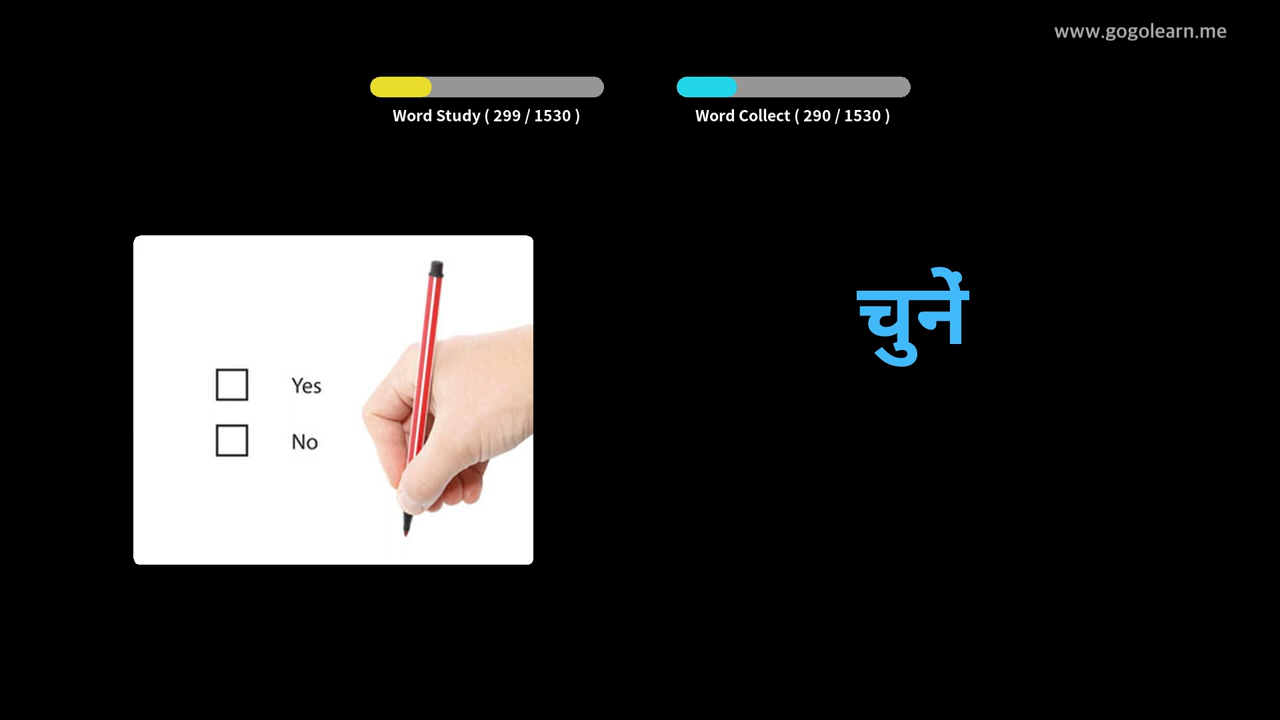 www.gogolearn.me
Word Study ( 299 / 1530 )
Word Collect ( 290 / 1530 )
चुनें
Yes
No